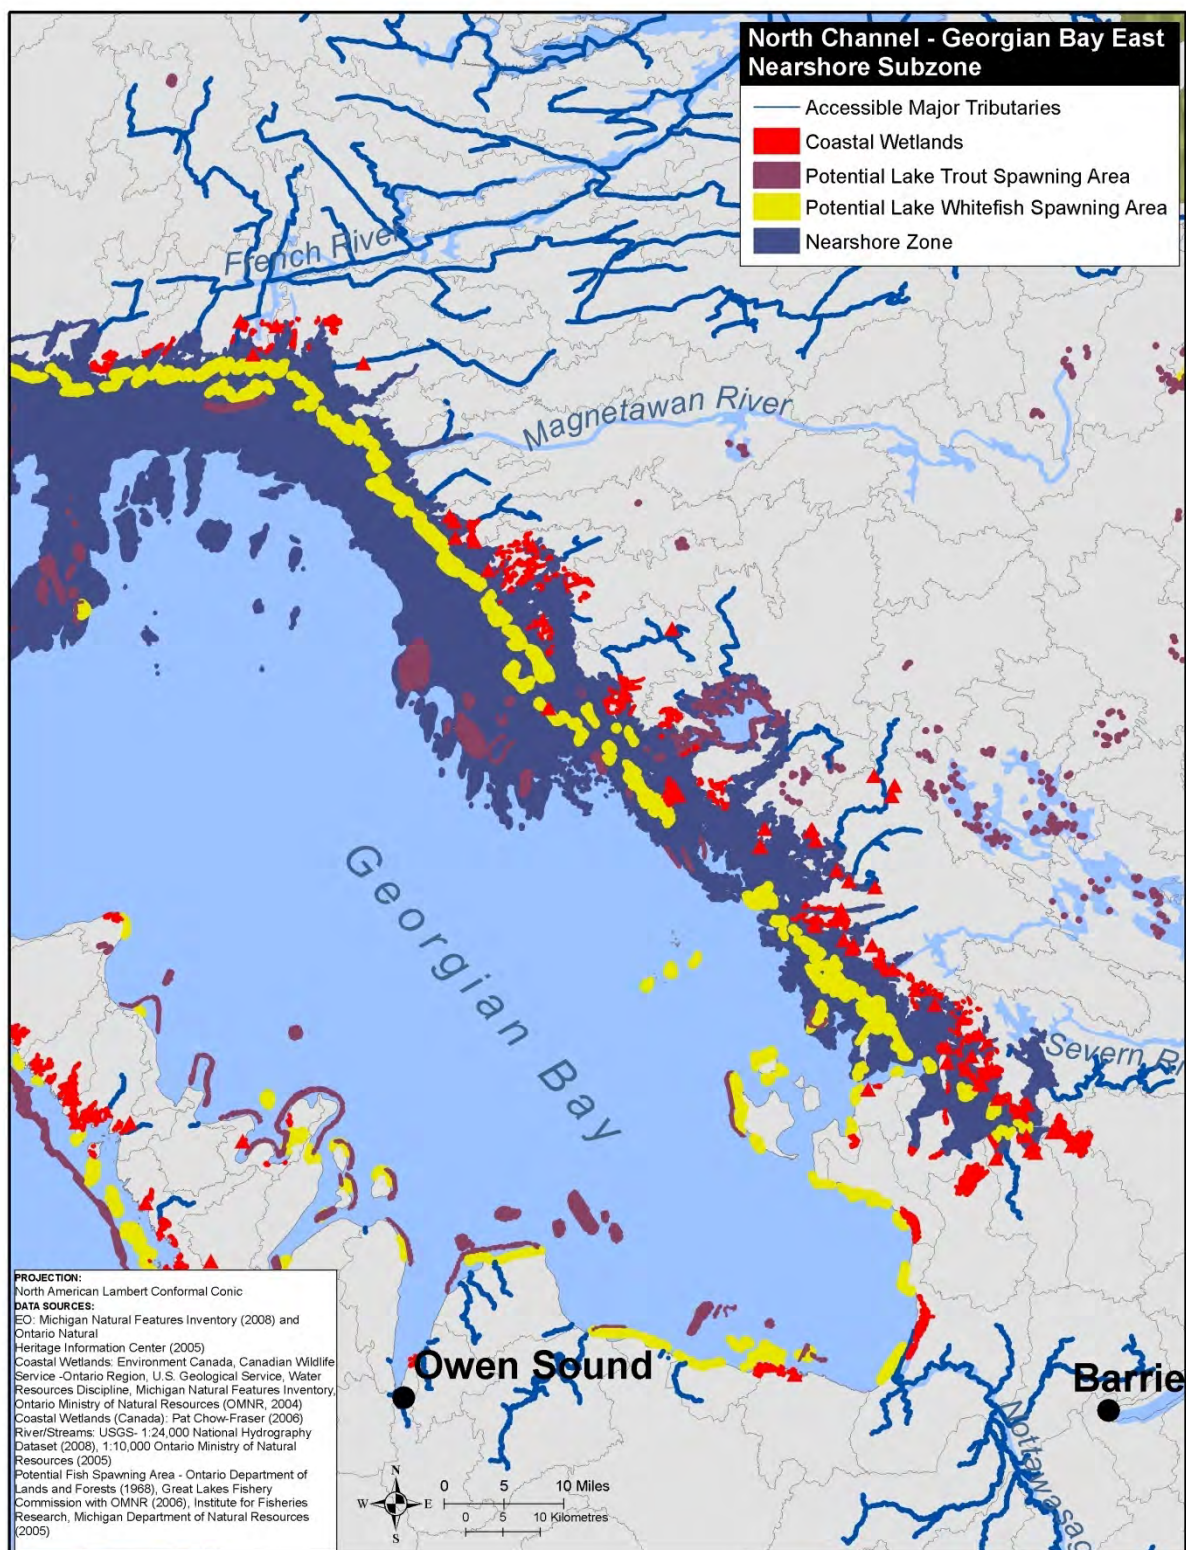 North Channel - Georgian Bay East
Nearshore Subzone
Accessible Major Tributaries
Coastal Wetlands
Potential Lake Trout Spawning Area
Potential Lake Whitefish Spawning Area
Nearshore Zone
French River
Magnetawan River
Georgian Bay
Severn Ri
Owen Sound
Barrie
Nottawasag
PROJECTION:
North American Lambert Conformal Conic
DATA SOURCES:
EO: Michigan Natural Features Inventory (2008) and
Ontario Natural
Heritage Information Center (2005)
Coastal Wetlands: Environment Canada, Canadian Wildlife
Service -Ontario Region, U.S. Geological Service, Water
Resources Discipline, Michigan Natural Features Inventory,
Ontario Ministry of Natural Resources (OMNR, 2004)
Coastal Wetlands (Canada): Pat Chow-Fraser (2006)
River/Streams: USGS- 1:24,000 National Hydrography
Dataset (2008), 1:10,000 Ontario Ministry of Natural
Resources (2005)
Potential Fish Spawning Area - Ontario Department of
Lands and Forests (1968), Great Lakes Fishery
Commission with OMNR (2006), Institute for Fisheries
Research, Michigan Department of Natural Resources
(2005)
N
W E
S
0 5 10 Miles
0 5 10 Kilometres